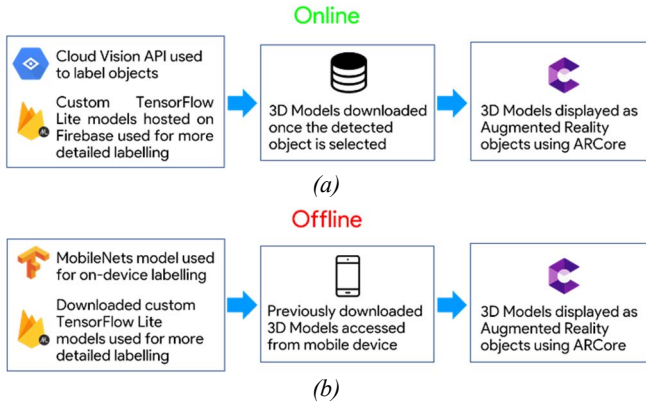 Online
Cloud Vision API used
to label objects
Custom TensorFlow
Lite models hosted on
Firebase used for more
detailed labelling
3D Models downloaded
once the detected
object is selected
3D Models displayed as
Augmented Reality
objects using ARCore
(a)
Offline
MobileNets model used
for on-device labelling
Downloaded custom
TensorFlow Lite
models used for more
detailed labelling
Previously downloaded
3D Models accessed
from mobile device
3D Models displayed as
Augmented Reality
objects using ARCore
(b)